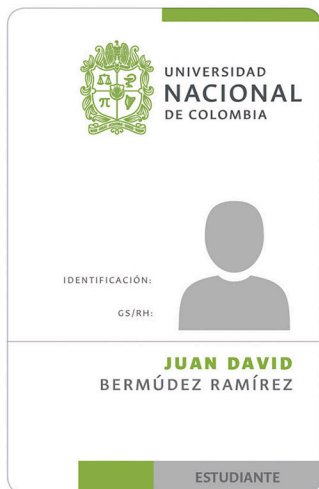 UNIVERSIDAD
NACIONAL
DE COLOMBIA
IDENTIFICACIÓN:
GS/RH:
JUAN DAVID
BERMÚDEZ RAMÍREZ
ESTUDIANTE